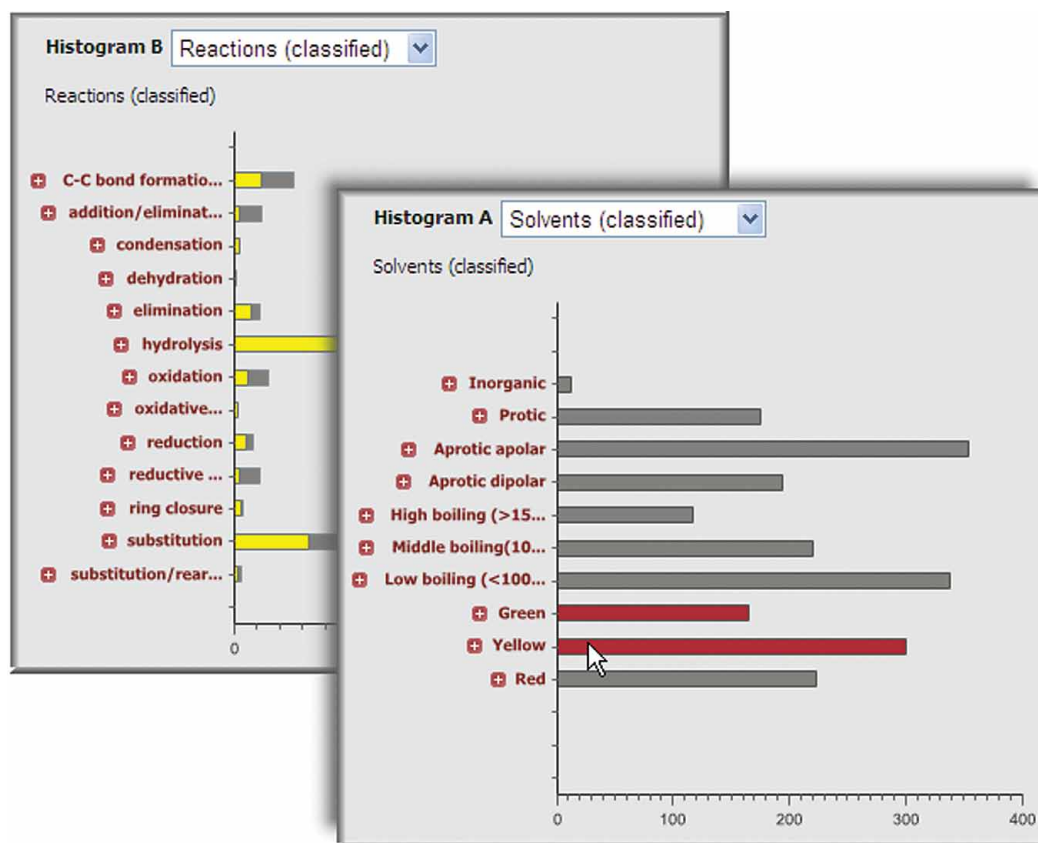 Histogram B Reactions (classified)
Reactions (classified)
C-C bond formatio...
addition/eliminat...
condensation
dehydration
elimination
hydrolysis
oxidation
oxidative...
reduction
reductive ...
ring closure
substitution
substitution/rear...
0
Histogram A Solvents (classified)
Solvents (classified)
Inorganic
Protic
Aprotic apolar
Aprotic dipolar
High boiling (>15...
Middle boiling(10...
Low boiling (<100...
Green
Yellow
Red
0 100 200 300 400